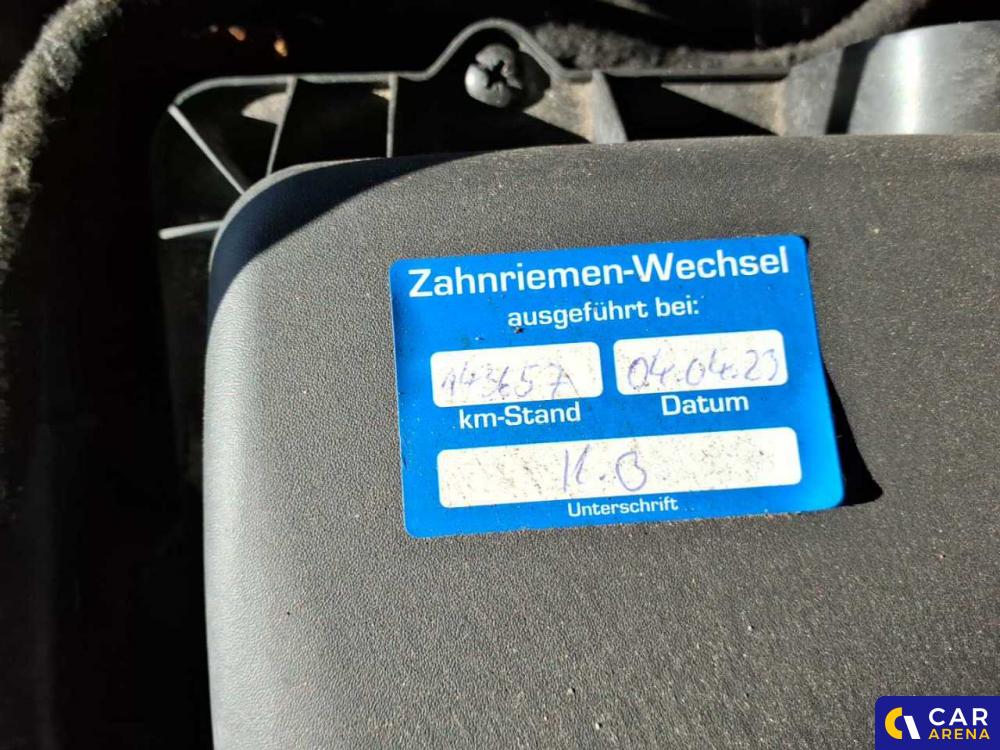 Zahnriemen-Wechsel
ausgeführt bei:
143657 04.04.23
km-Stand Datum
K.B
Unterschrift
CAR
ARENA